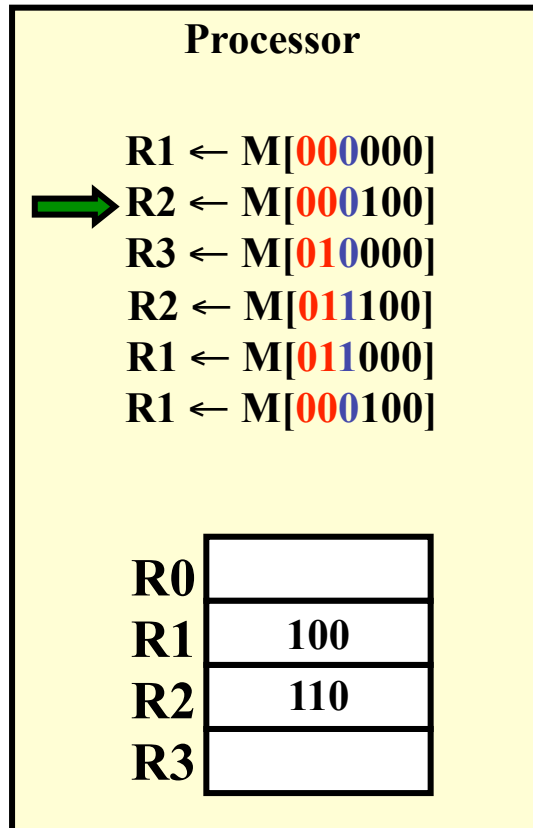 Processor
R1 ← M[000000]
R2 ← M[000100]
R3 ← M[010000]
R2 ← M[011100]
R1 ← M[011000]
R1 ← M[000100]
R0
R1 100
R2 110
R3